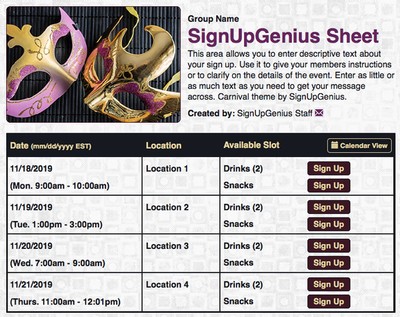 Group Name
SignUpGenius Sheet
This area allows you to enter descriptive text about
your sign up. Use it to give your members instructions
or to clarify on the details of the event. Enter as little or
as much text as you need to get your message
across. Carnival theme by SignUpGenius.
Created by: SignUpGenius Staff
Date (mm/dd/yyyy EST) Location Available Slot Calendar View
11/18/2019 Location 1 Drinks (2) Sign Up
(Mon. 9:00am - 10:00am) Snacks Sign Up
11/19/2019 Location 2 Drinks (2) Sign Up
(Tue. 1:00pm - 3:00pm) Snacks Sign Up
11/20/2019 Location 3 Drinks (2) Sign Up
(Wed. 7:00am - 9:00am) Snacks Sign Up
11/21/2019 Location 4 Drinks (2) Sign Up
(Thurs. 11:00am - 12:01pm) Snacks Sign Up